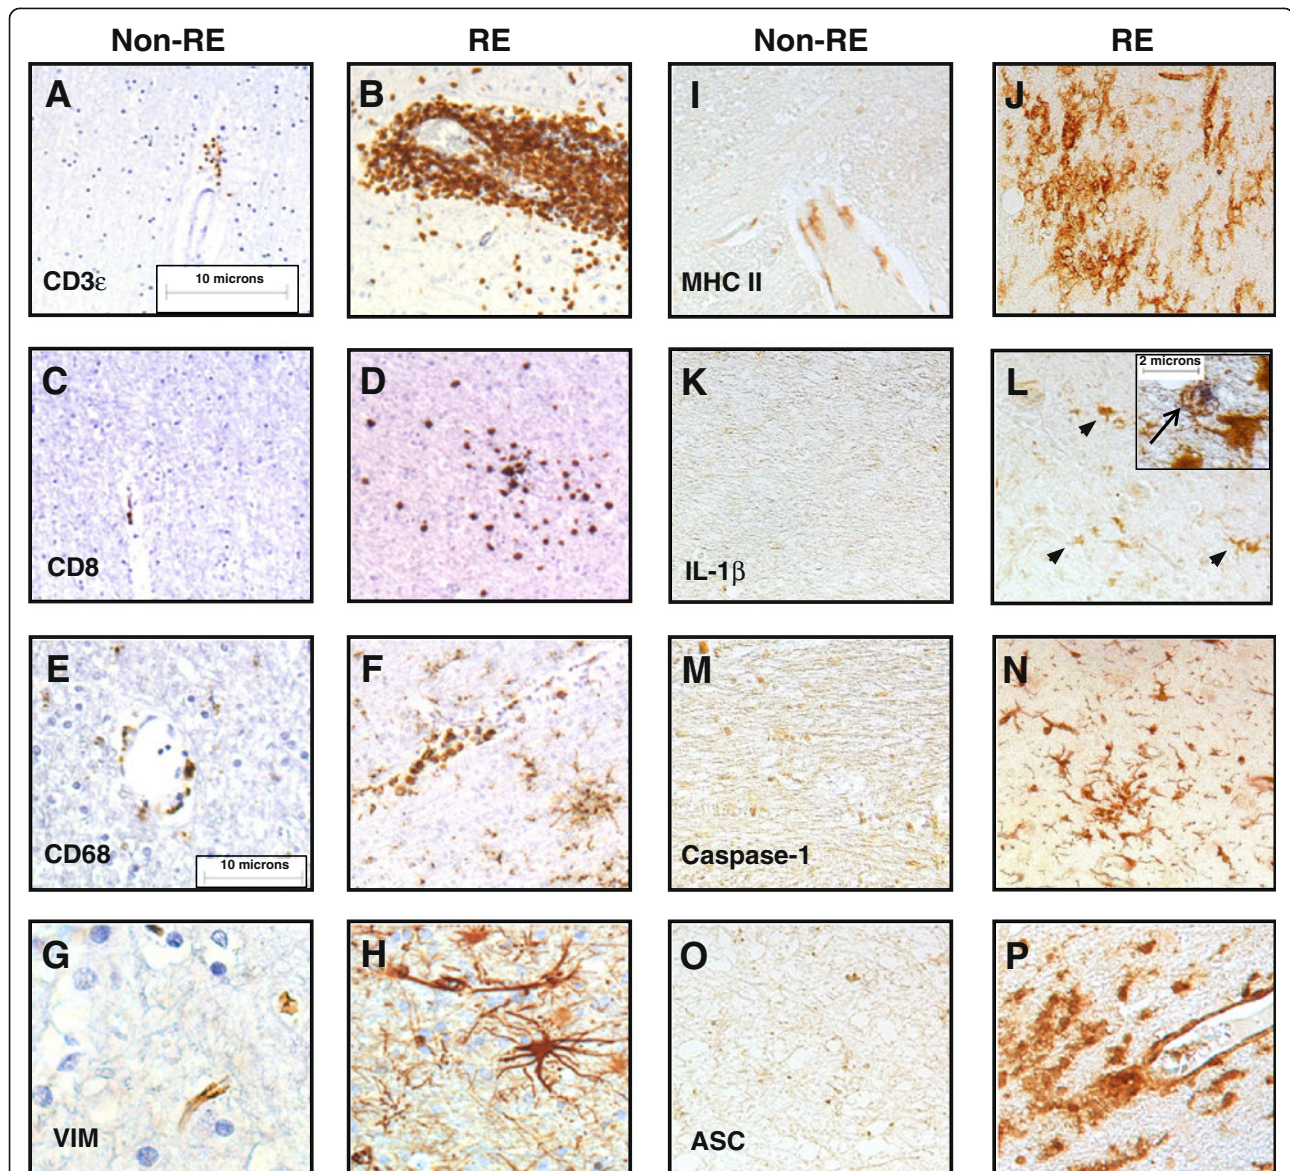 Non-RE RE Non-RE RE
A B I J
CD3ε 10 microns MHC II
C D K L 2 microns
CD8 IL-1β
E F M N
CD68 10 microns Caspase-1
G H O P
VIM ASC